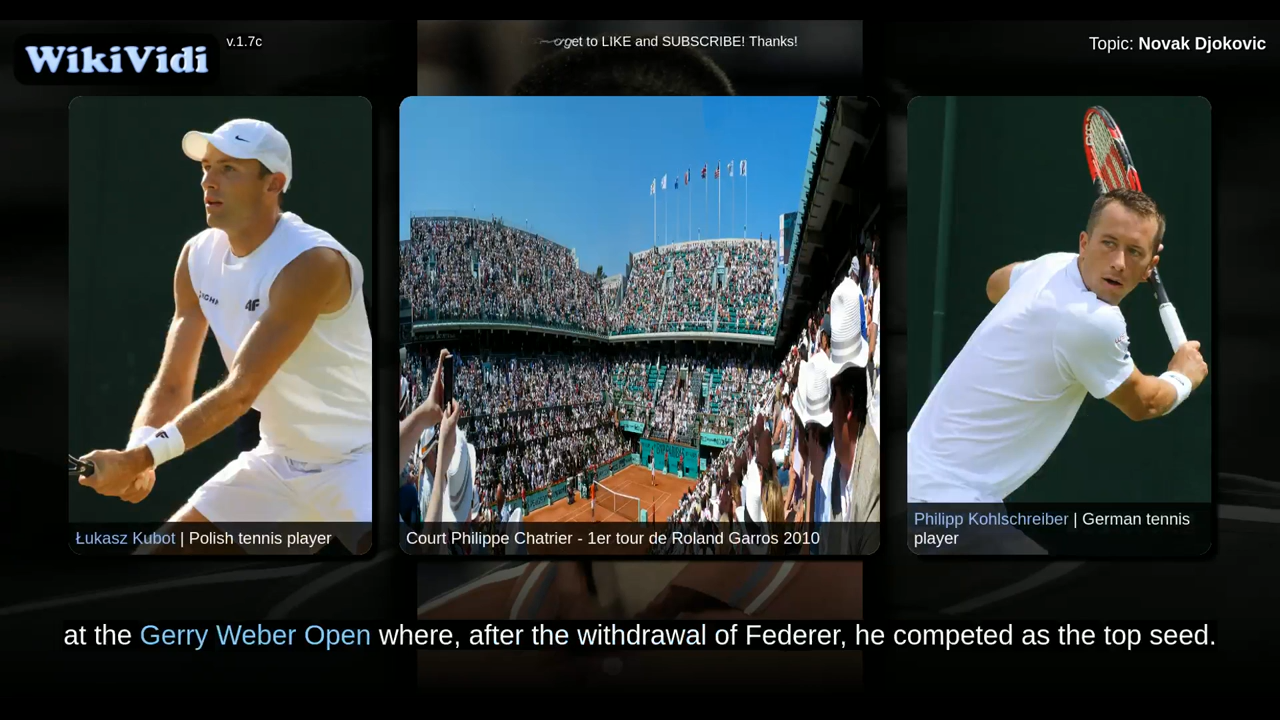 WikiVidi
v.1.7c
get to LIKE and SUBSCRIBE! Thanks!
Topic: Novak Djokovic
Łukasz Kubot | Polish tennis player
Court Philippe Chatrier - 1er tour de Roland Garros 2010
Philipp Kohlschreiber | German tennis
player
at the Gerry Weber Open where, after the withdrawal of Federer, he competed as the top seed.